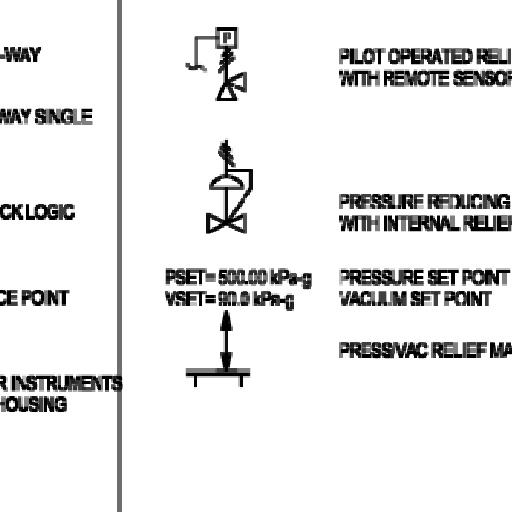 -WAY
WAY SINGLE
CK LOGIC
CE POINT
R INSTRUMENTS
HOUSING
P
PSET= 500.00 kPa-g
VSET= 90.0 kPa-g
PILOT OPERATED RELI
WITH REMOTE SENSOR
PRESSURE REDUCING
WITH INTERNAL RELIEF
PRESSURE SET POINT
VACUUM SET POINT
PRESS/VAC RELIEF MA